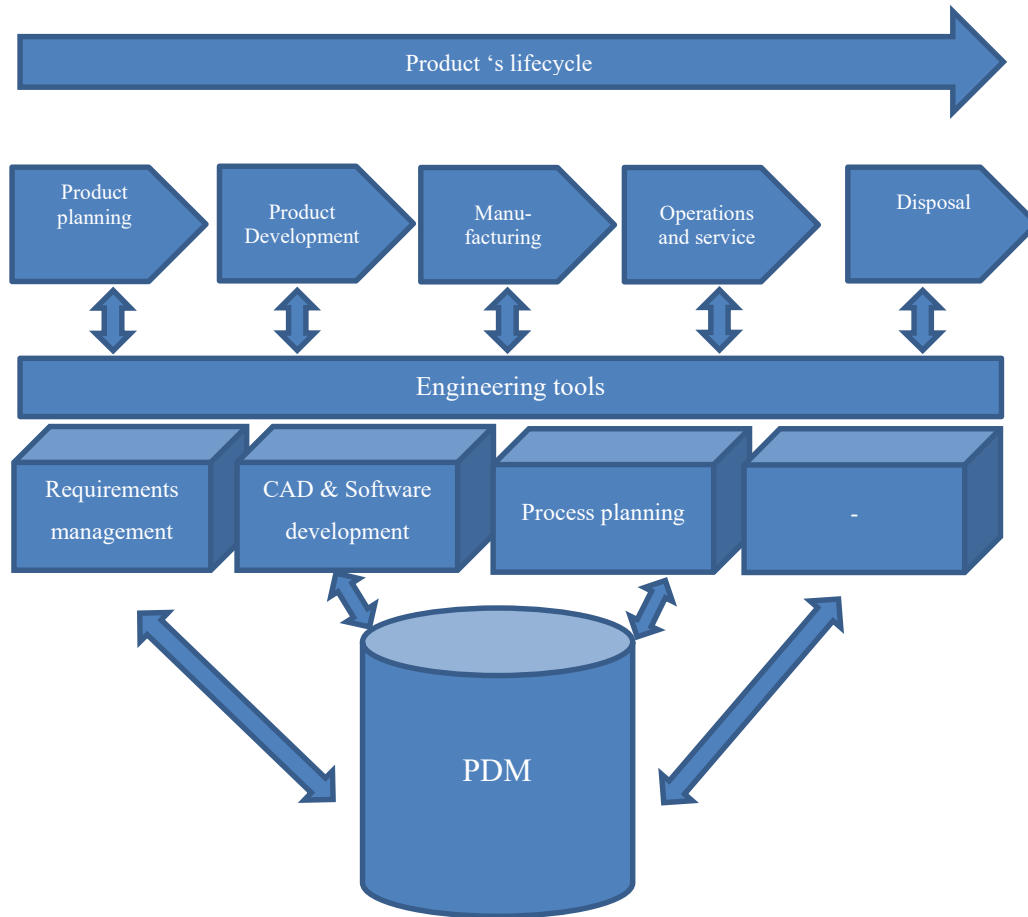 Product ‘s lifecycle
Product
planning
Product
Development
Manu-
facturing
Operations
and service
Disposal
Engineering tools
Requirements
management
CAD & Software
development
Process planning
-
PDM